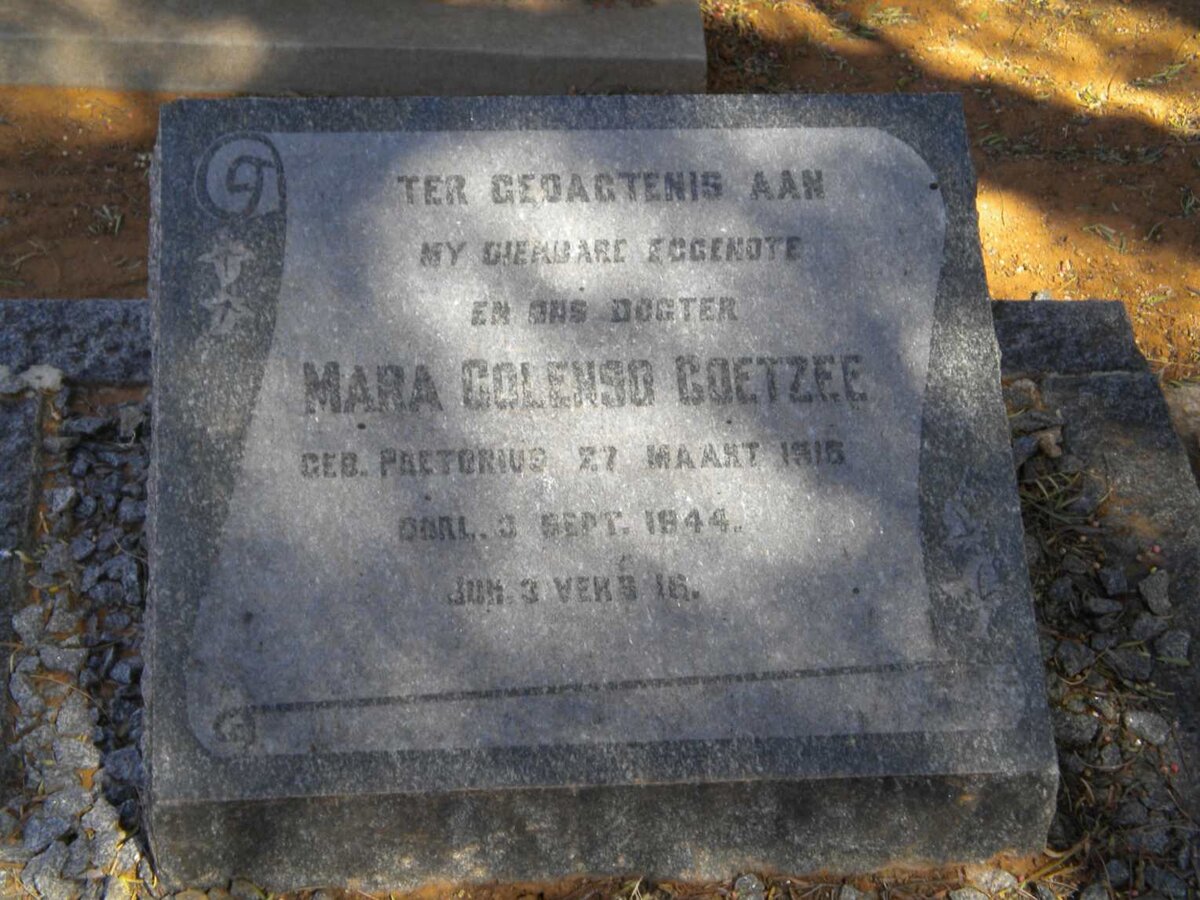 TER GEDAGTENIS AAN
MY DIERBARE EGGENOTE
EN ONS DOGTER
MARA COLENSO COETZEE
GEB. PRETORIUS 27 MAART 1916
OORL. 3 SEPT. 1944.
JOH. 3 VERS 16.